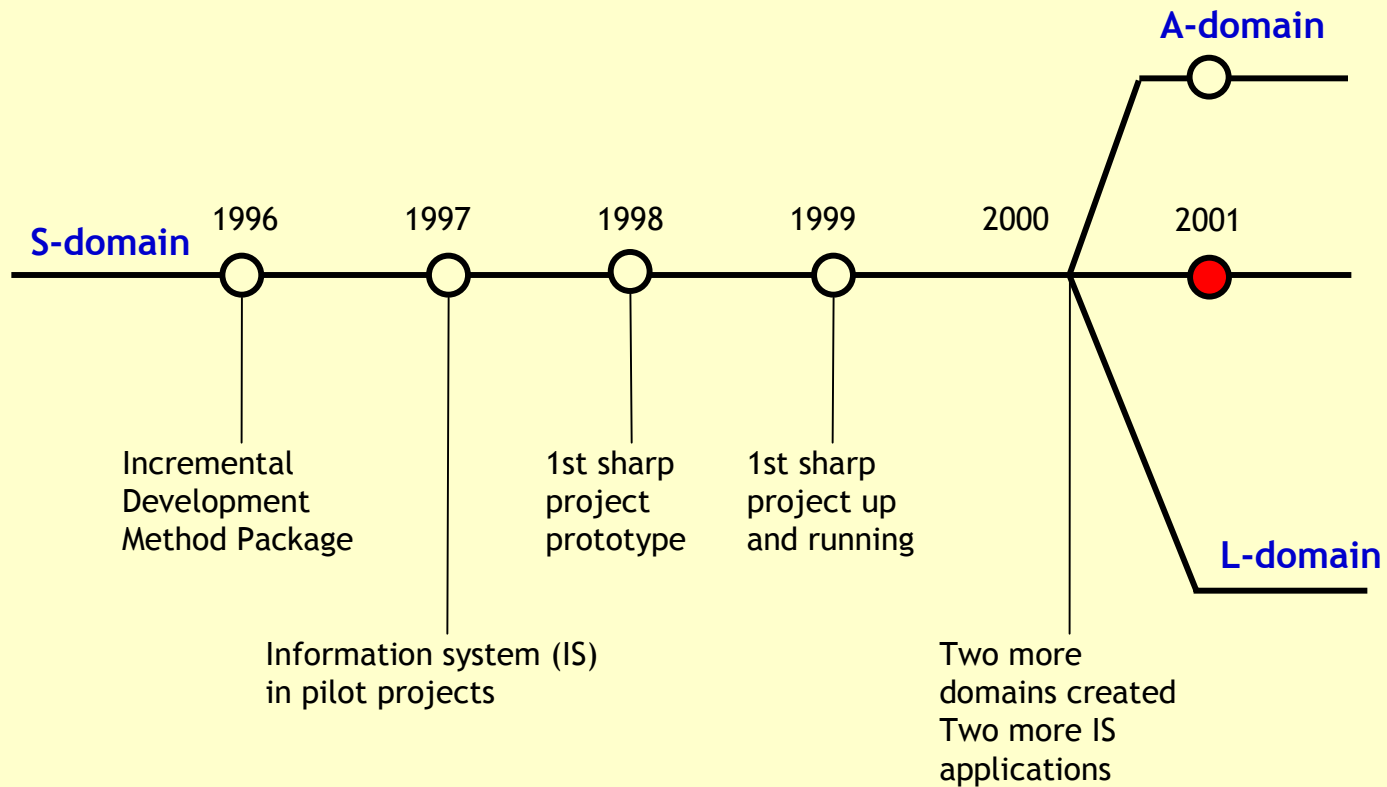 A-domain
1996
1997
1998
1999
2000
2001
S-domain
Incremental
Development
Method Package
1st sharp
project
prototype
1st sharp
project up
and running
L-domain
Information system (IS)
in pilot projects
Two more
domains created
Two more IS
applications